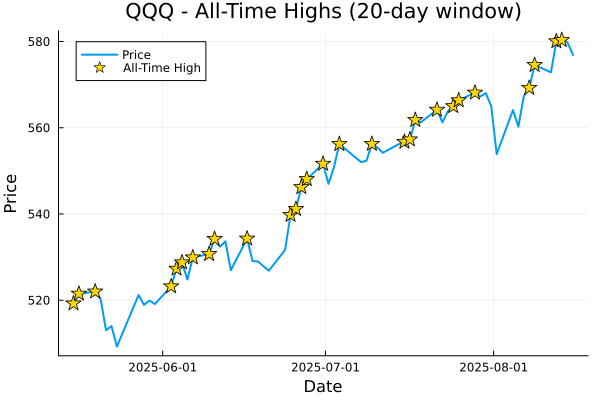 QQQ - All-Time Highs (20-day window)
Price
All-Time High
580
560
540
520
Price
2025-06-01
2025-07-01
2025-08-01
Date